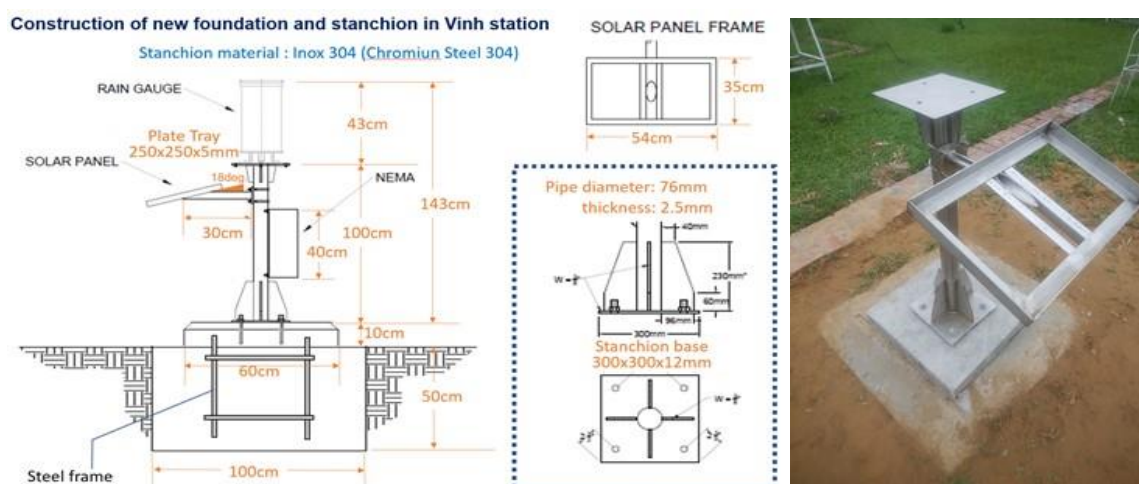 Construction of new foundation and stanchion in Vinh station
Stanchion material : Inox 304 (Chromiun Steel 304)
RAIN GAUGE
Plate Tray
250x250x5mm
SOLAR PANEL
18deg
NEMA
43cm
143cm
100cm
30cm
40cm
10cm
60cm
50cm
100cm
Steel frame
SOLAR PANEL FRAME
35cm
54cm
Pipe diameter: 76mm
thickness: 2.5mm
40mm
230mm"
60mm
96mm
300mm
Stanchion base
300x300x12mm